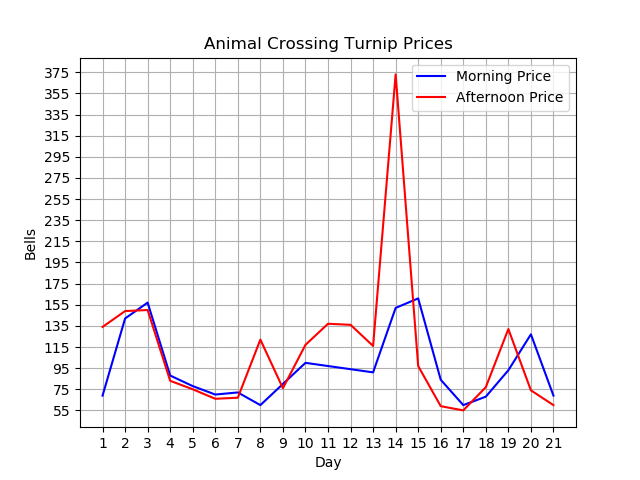 Animal Crossing Turnip Prices
Morning Price
Afternoon Price
375
355
335
315
295
275
255
235
215
195
175
155
135
115
95
75
55
Bells
1 2 3 4 5 6 7 8 9 10 11 12 13 14 15 16 17 18 19 20 21
Day